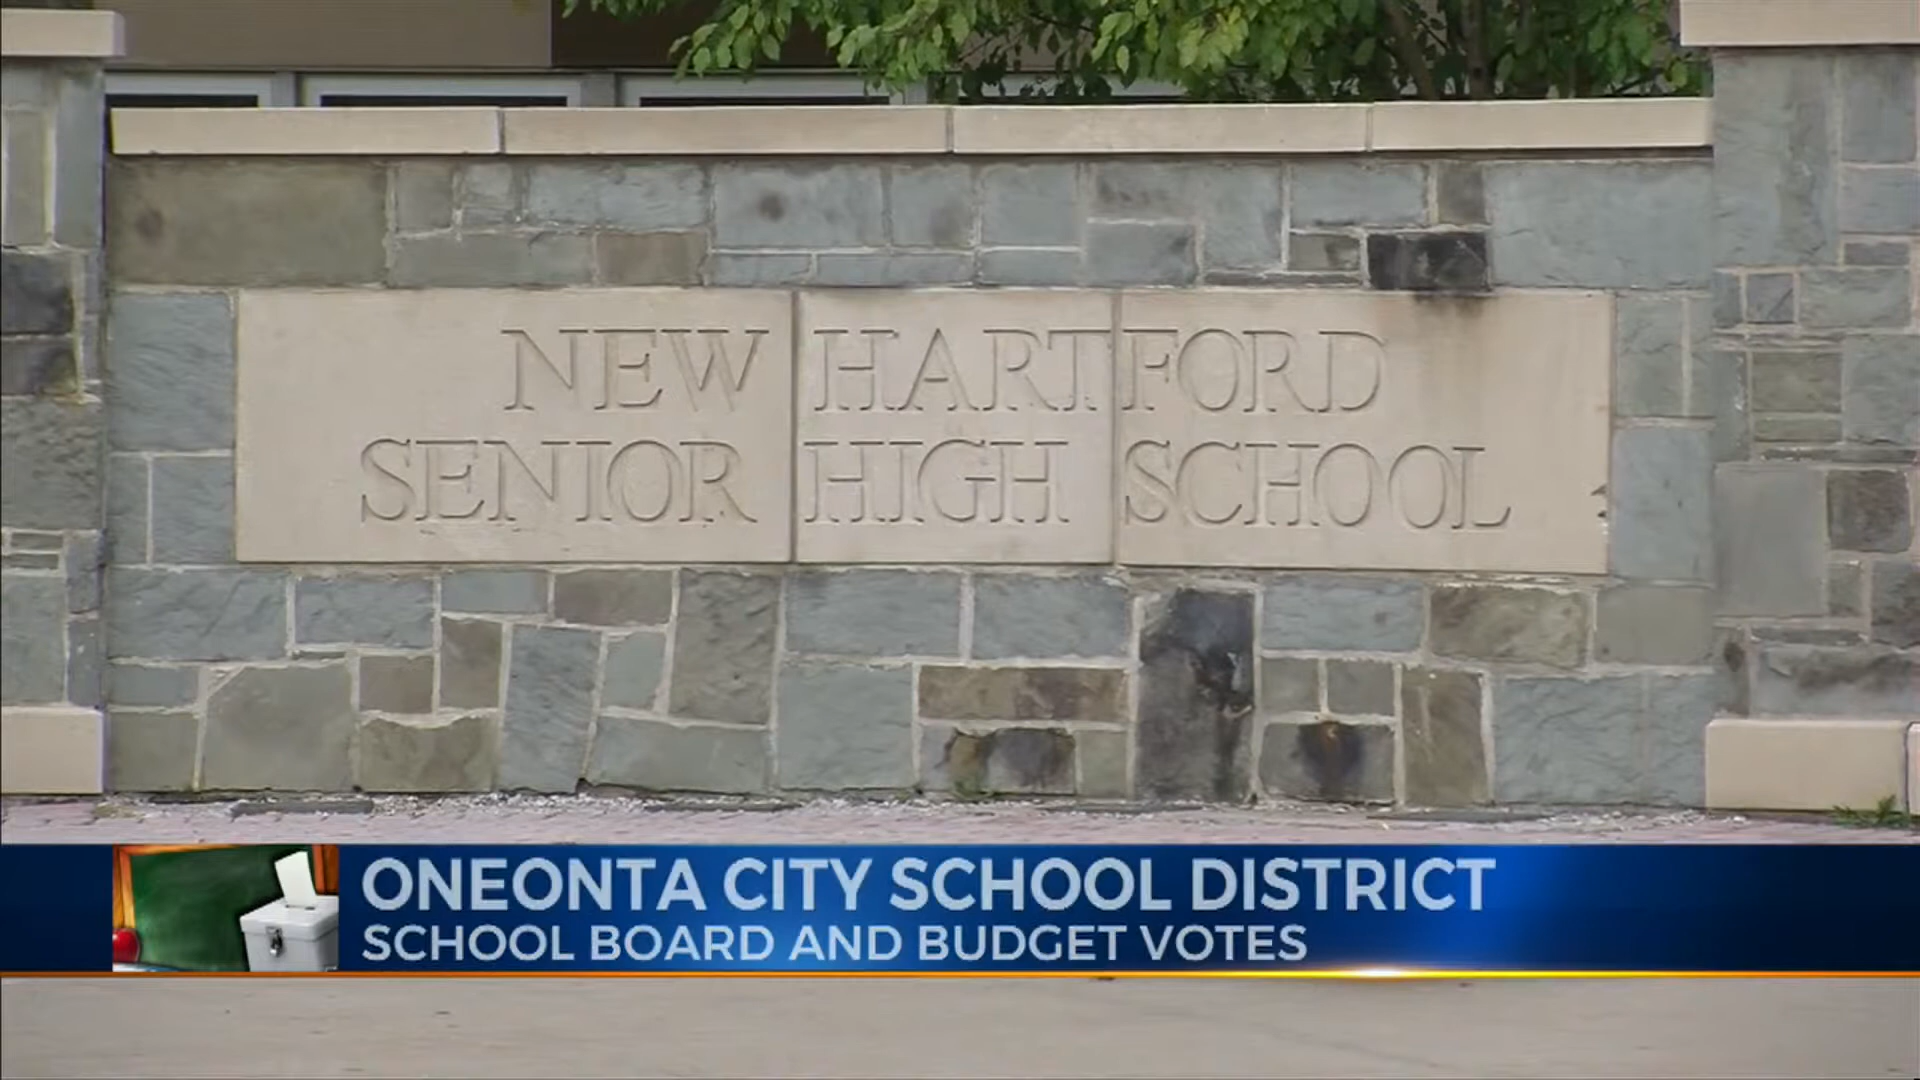 NEW HARTFORD
SENIOR HIGH SCHOOL
ONEONTA CITY SCHOOL DISTRICT
SCHOOL BOARD AND BUDGET VOTES